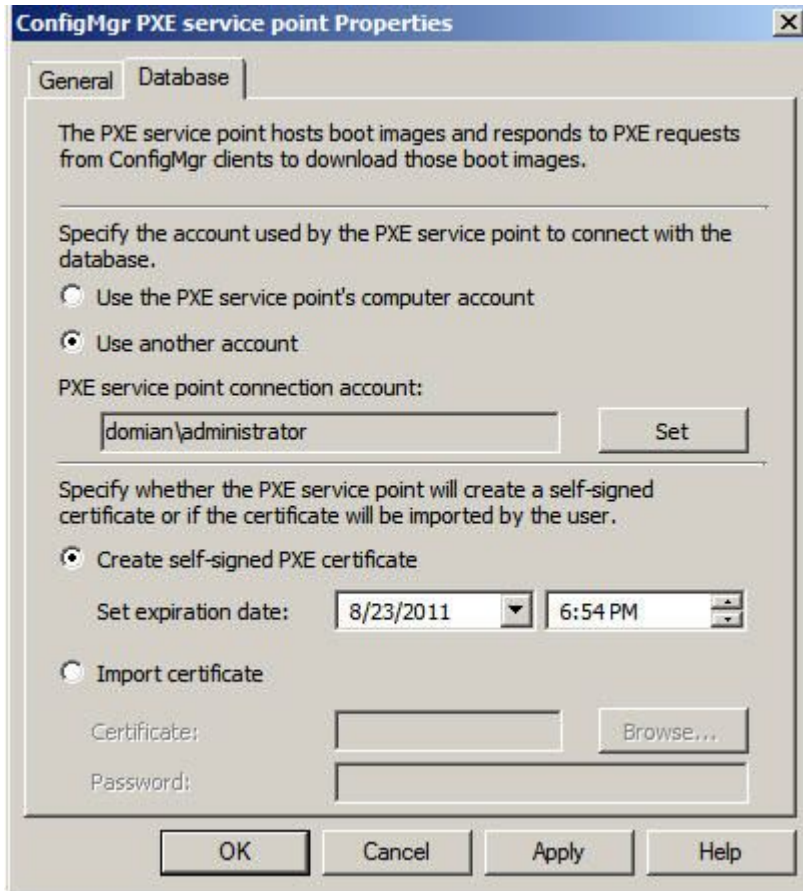 ConfigMgr PXE service point Properties
General
Database
The PXE service point hosts boot images and responds to PXE requests
from ConfigMgr clients to download those boot images.
Specify the account used by the PXE service point to connect with the
database.
Use the PXE service point's computer account
Use another account
PXE service point connection account:
domian\administrator
Set
Specify whether the PXE service point will create a self-signed
certificate or if the certificate will be imported by the user.
Create self-signed PXE certificate
Set expiration date:
8/23/2011
6:54 PM
Import certificate
Certificate:
Browse...
Password:
OK
Cancel
Apply
Help